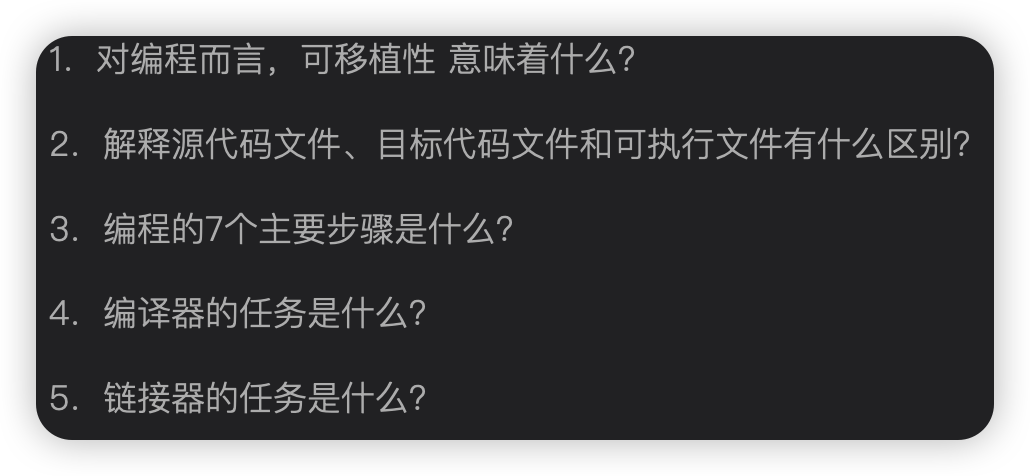 1. 对编程而言，可移植性 意味着什么？
2. 解释源代码文件、目标代码文件和可执行文件有什么区别？
3. 编程的7个主要步骤是什么？
4. 编译器的任务是什么？
5. 链接器的任务是什么？